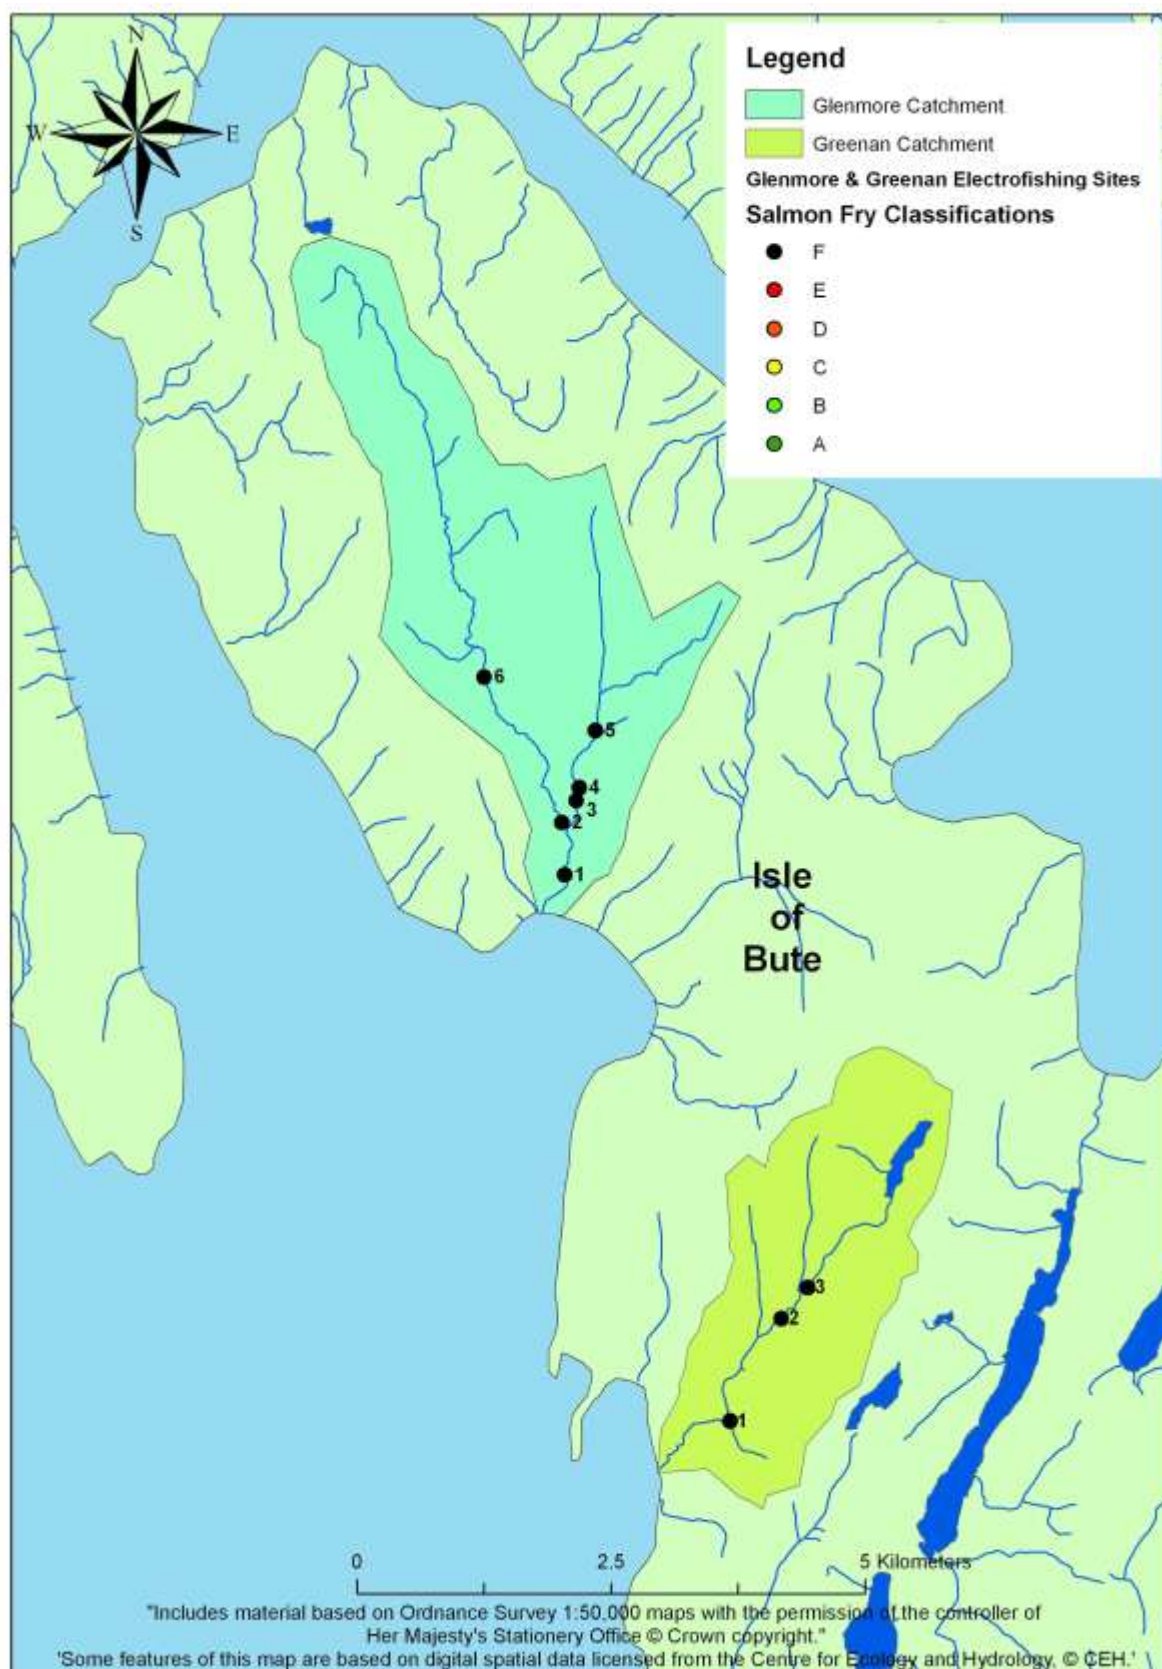 N
W
E
S
Legend
Glenmore Catchment
Greenan Catchment
Glenmore & Greenan Electrofishing Sites
Salmon Fry Classifications
F
E
D
C
B
A
6
5
4
3
2
1
Isle
of
Bute
3
2
1
0 2.5 5 Kilometers
"Includes material based on Ordnance Survey 1:50,000 maps with the permission of the controller of
Her Majesty's Stationery Office © Crown copyright."
'Some features of this map are based on digital spatial data licensed from the Centre for Ecology and Hydrology, © CEH.'